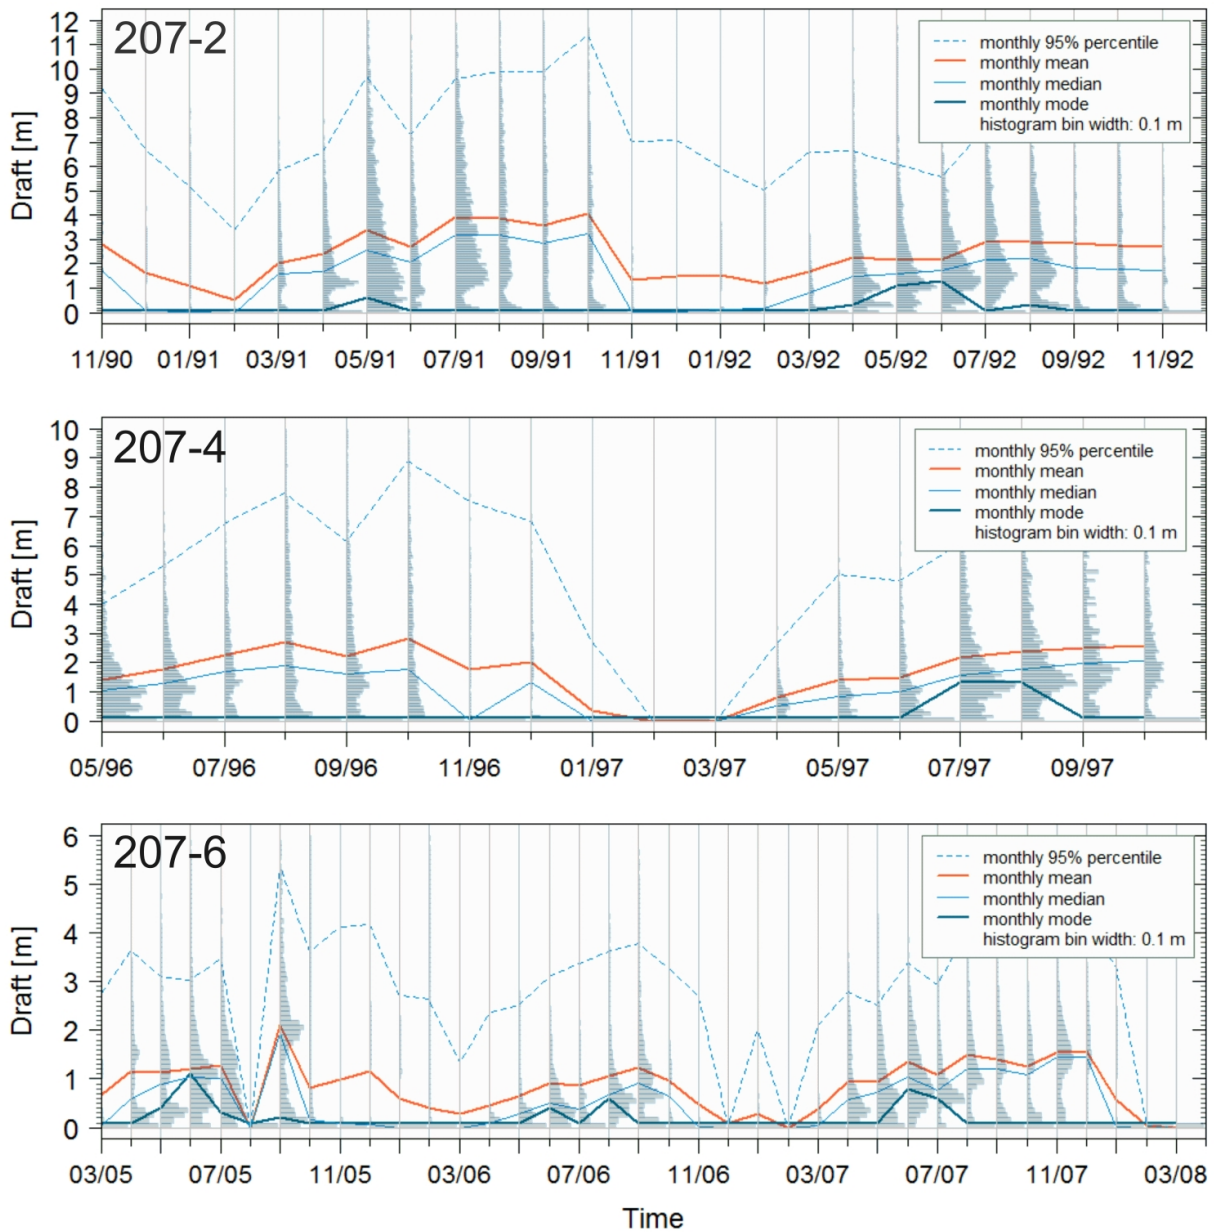 207-2
12
11
10
9
8
7
6
5
4
3
2
1
0
Draft [m]
monthly 95% percentile
monthly mean
monthly median
monthly mode
histogram bin width: 0.1 m
11/90 01/91 03/91 05/91 07/91 09/91 11/91 01/92 03/92 05/92 07/92 09/92 11/92
207-4
10
9
8
7
6
5
4
3
2
1
0
Draft [m]
monthly 95% percentile
monthly mean
monthly median
monthly mode
histogram bin width: 0.1 m
05/96 07/96 09/96 11/96 01/97 03/97 05/97 07/97 09/97
207-6
6
5
4
3
2
1
0
Draft [m]
monthly 95% percentile
monthly mean
monthly median
monthly mode
histogram bin width: 0.1 m
03/05 07/05 11/05 03/06 07/06 11/06 03/07 07/07 11/07 03/08
Time